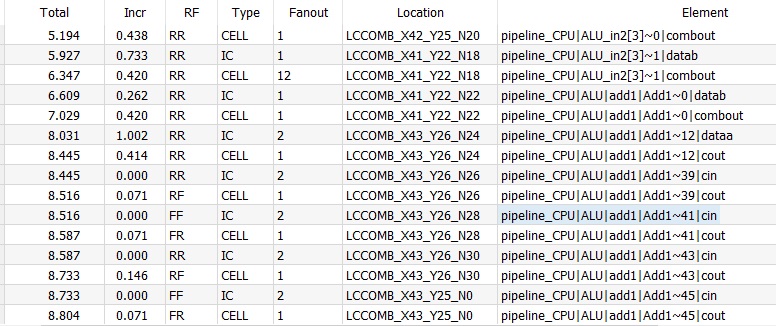 Total Incr RF Type Fanout Location Element
5.194 0.438 RR CELL 1 LCCOMB_X42_Y25_N20 pipeline_CPU|ALU_in2[3]~0|combout
5.927 0.733 RR IC 1 LCCOMB_X41_Y22_N18 pipeline_CPU|ALU_in2[3]~1|datab
6.347 0.420 RR CELL 12 LCCOMB_X41_Y22_N18 pipeline_CPU|ALU_in2[3]~1|combout
6.609 0.262 RR IC 1 LCCOMB_X41_Y22_N22 pipeline_CPU|ALU|add1|Add1~0|datab
7.029 0.420 RR CELL 1 LCCOMB_X41_Y22_N22 pipeline_CPU|ALU|add1|Add1~0|combout
8.031 1.002 RR IC 2 LCCOMB_X43_Y26_N24 pipeline_CPU|ALU|add1|Add1~12|dataa
8.445 0.414 RR CELL 1 LCCOMB_X43_Y26_N24 pipeline_CPU|ALU|add1|Add1~12|cout
8.445 0.000 RR IC 2 LCCOMB_X43_Y26_N26 pipeline_CPU|ALU|add1|Add1~39|cin
8.516 0.071 RF CELL 1 LCCOMB_X43_Y26_N26 pipeline_CPU|ALU|add1|Add1~39|cout
8.516 0.000 FF IC 2 LCCOMB_X43_Y26_N28 pipeline_CPU|ALU|add1|Add1~41|cin
8.587 0.071 FR CELL 1 LCCOMB_X43_Y26_N28 pipeline_CPU|ALU|add1|Add1~41|cout
8.587 0.000 RR IC 2 LCCOMB_X43_Y26_N30 pipeline_CPU|ALU|add1|Add1~43|cin
8.733 0.146 RF CELL 1 LCCOMB_X43_Y26_N30 pipeline_CPU|ALU|add1|Add1~43|cout
8.733 0.000 FF IC 2 LCCOMB_X43_Y25_N0 pipeline_CPU|ALU|add1|Add1~45|cin
8.804 0.071 FR CELL 1 LCCOMB_X43_Y25_N0 pipeline_CPU|ALU|add1|Add1~45|cout